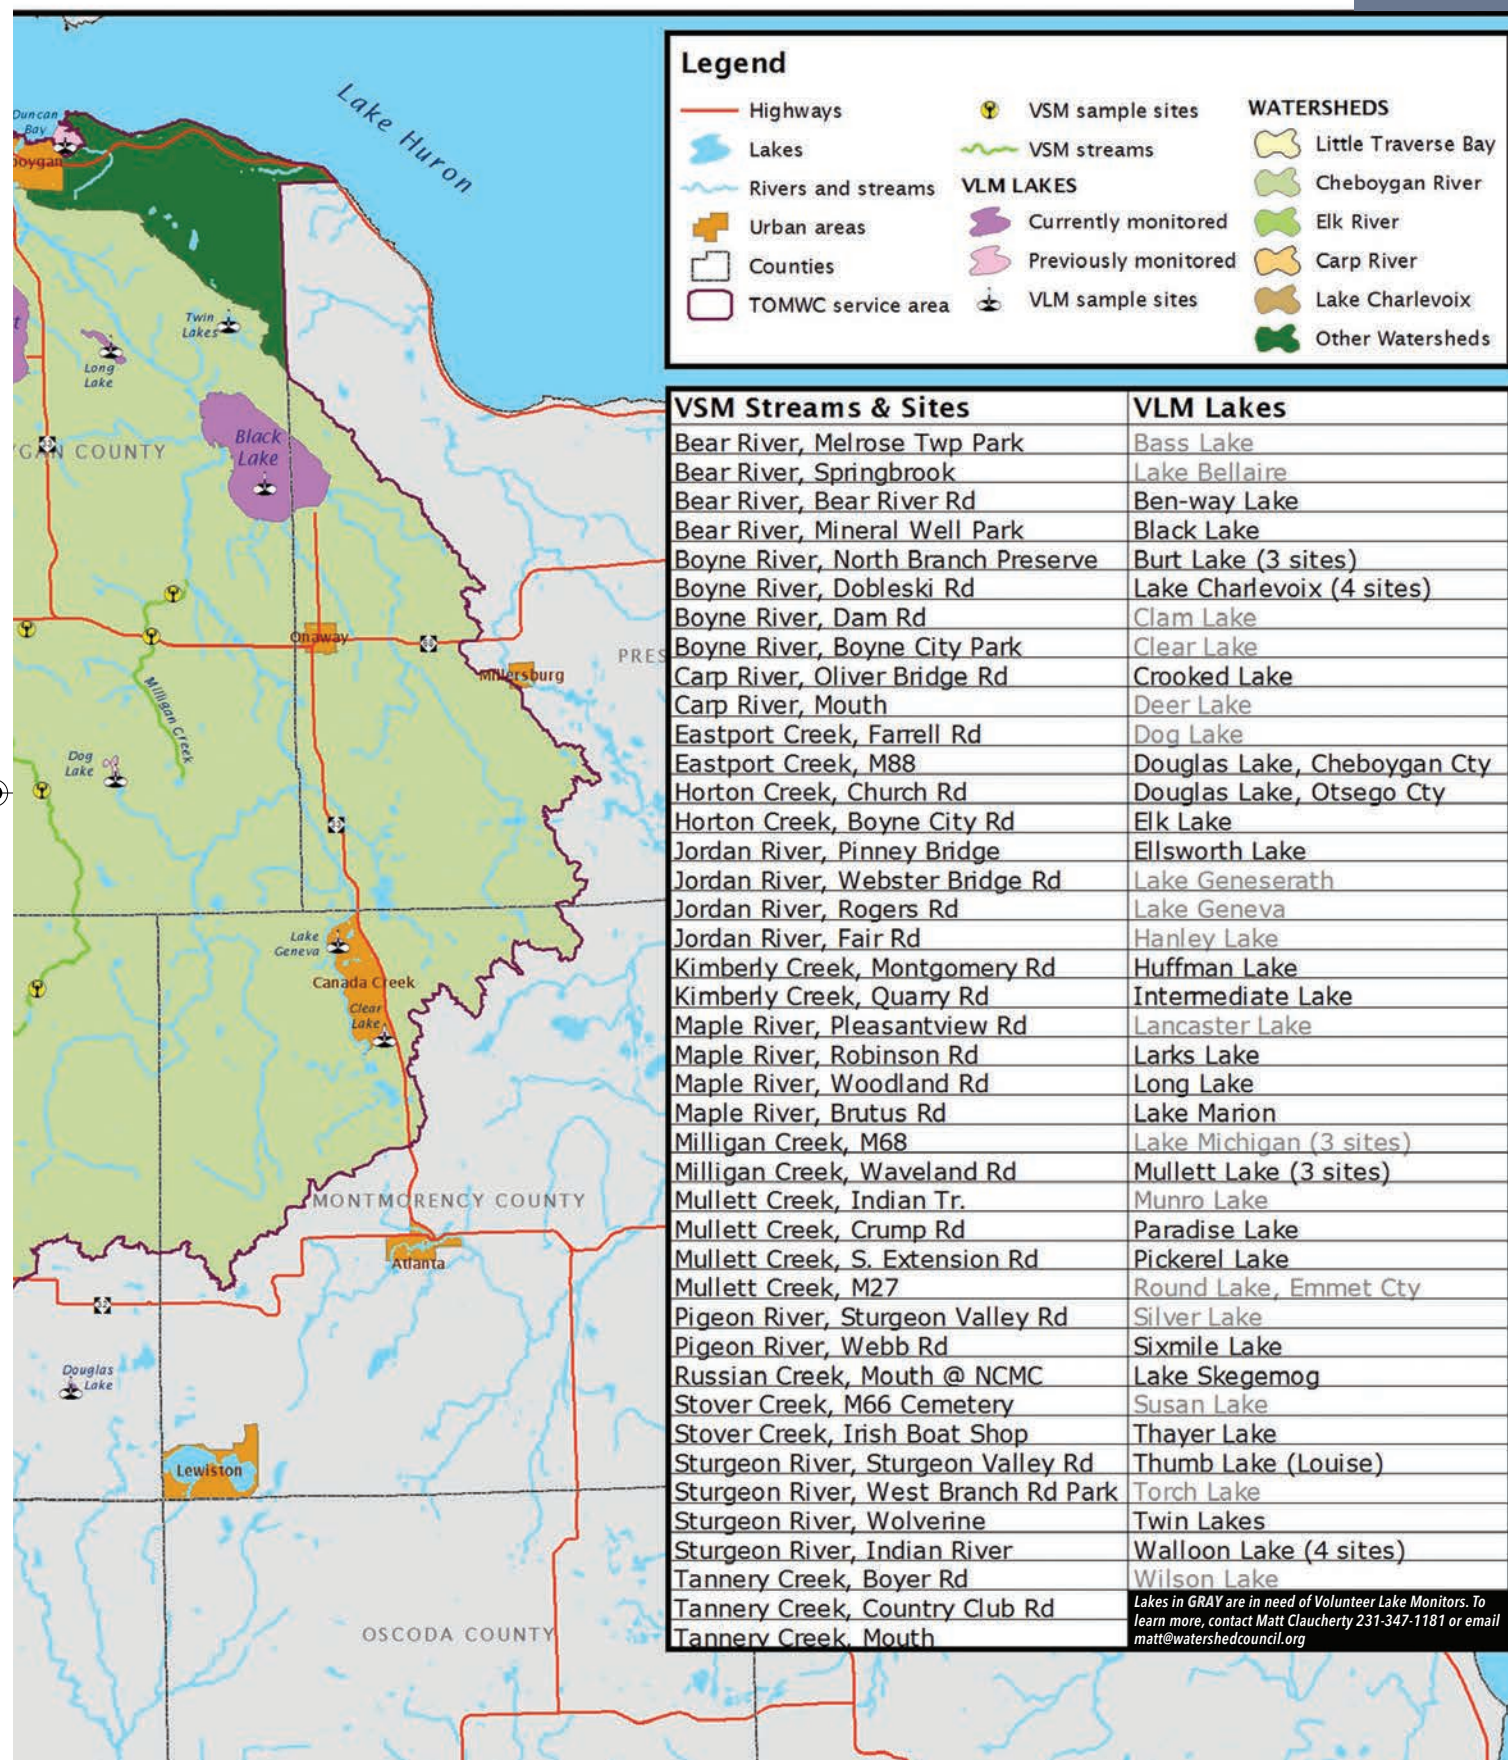 Duncan
Bay
boygan
Lake Huron
t
Twin
Lakes
Long
Lake
Black
Lake
YGAN COUNTY
33
Onaway
68
Millersburg
PRES
Milligan Creek
Dog
Lake
33
Lake
Geneva
Canada Creek
Clear
Lake
MONTMORENCY COUNTY
Atlanta
32
Douglas
Lake
Lewiston
OSCODA COUNTY
Legend
Highways
Lakes
Rivers and streams
Urban areas
Counties
TOMWC service area
VSM sample sites
VSM streams
VLM LAKES
Currently monitored
Previously monitored
VLM sample sites
WATERSHEDS
Little Traverse Bay
Cheboygan River
Elk River
Carp River
Lake Charlevoix
Other Watersheds
VSM Streams & Sites
Bear River, Melrose Twp Park
Bear River, Springbrook
Bear River, Bear River Rd
Bear River, Mineral Well Park
Boyne River, North Branch Preserve
Boyne River, Dobleski Rd
Boyne River, Dam Rd
Boyne River, Boyne City Park
Carp River, Oliver Bridge Rd
Carp River, Mouth
Eastport Creek, Farrell Rd
Eastport Creek, M88
Horton Creek, Church Rd
Horton Creek, Boyne City Rd
Jordan River, Pinney Bridge
Jordan River, Webster Bridge Rd
Jordan River, Rogers Rd
Jordan River, Fair Rd
Kimberly Creek, Montgomery Rd
Kimberly Creek, Quarry Rd
Maple River, Pleasantview Rd
Maple River, Robinson Rd
Maple River, Woodland Rd
Maple River, Brutus Rd
Milligan Creek, M68
Milligan Creek, Waveland Rd
Mullett Creek, Indian Tr.
Mullett Creek, Crump Rd
Mullett Creek, S. Extension Rd
Mullett Creek, M27
Pigeon River, Sturgeon Valley Rd
Pigeon River, Webb Rd
Russian Creek, Mouth @ NCMC
Stover Creek, M66 Cemetery
Stover Creek, Irish Boat Shop
Sturgeon River, Sturgeon Valley Rd
Sturgeon River, West Branch Rd Park
Sturgeon River, Wolverine
Sturgeon River, Indian River
Tannery Creek, Boyer Rd
Tannery Creek, Country Club Rd
Tannery Creek, Mouth
VLM Lakes
Bass Lake
Lake Bellaire
Ben-way Lake
Black Lake
Burt Lake (3 sites)
Lake Charlevoix (4 sites)
Clam Lake
Clear Lake
Crooked Lake
Deer Lake
Dog Lake
Douglas Lake, Cheboygan Cty
Douglas Lake, Otsego Cty
Elk Lake
Ellsworth Lake
Lake Geneserath
Lake Geneva
Hanley Lake
Huffman Lake
Intermediate Lake
Lancaster Lake
Larks Lake
Long Lake
Lake Marion
Lake Michigan (3 sites)
Mullett Lake (3 sites)
Munro Lake
Paradise Lake
Pickerel Lake
Round Lake, Emmet Cty
Silver Lake
Sixmile Lake
Lake Skegemog
Susan Lake
Thayer Lake
Thumb Lake (Louise)
Torch Lake
Twin Lakes
Walloon Lake (4 sites)
Wilson Lake
Lakes in GRAY are in need of Volunteer Lake Monitors. To
learn more, contact Matt Claucherty 231-347-1181 or email
matt@watershedcouncil.org